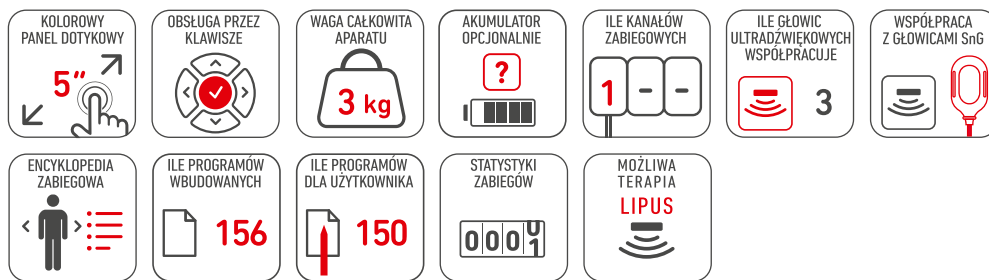 KOLOROWY
PANEL DOTYKOWY
5”
OBSŁUGA PRZEZ
KLAWISZE
WAGA CAŁKOWITA
APARATU
3 kg
AKUMULATOR
OPCJONALNIE
?
ILE KANAŁÓW
ZABIEGOWYCH
1 - -
ILE GŁOWIC
ULTRADŹWIĘKOWYCH
WSPÓŁPRACUJE
3
WSPÓŁPRACA
Z GŁOWICAMI SnG
ENCYKLOPEDIA
ZABIEGOWA
ILE PROGRAMÓW
WBUDOWANYCH
156
ILE PROGRAMÓW
DLA UŻYTKOWNIKA
150
STATYSTYKI
ZABIEGÓW
0001
MOŻLIWA
TERAPIA
LIPUS